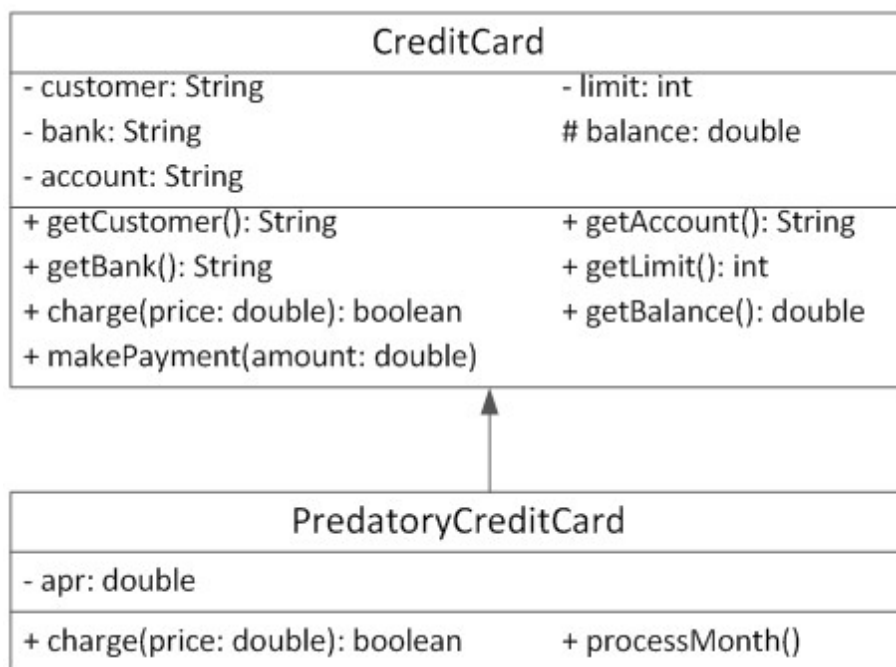 CreditCard
- customer: String - limit: int
- bank: String # balance: double
- account: String
+ getCustomer(): String + getAccount(): String
+ getBank(): String + getLimit(): int
+ charge(price: double): boolean + getBalance(): double
+ makePayment(amount: double)
PredatoryCreditCard
- apr: double
+ charge(price: double): boolean + processMonth()